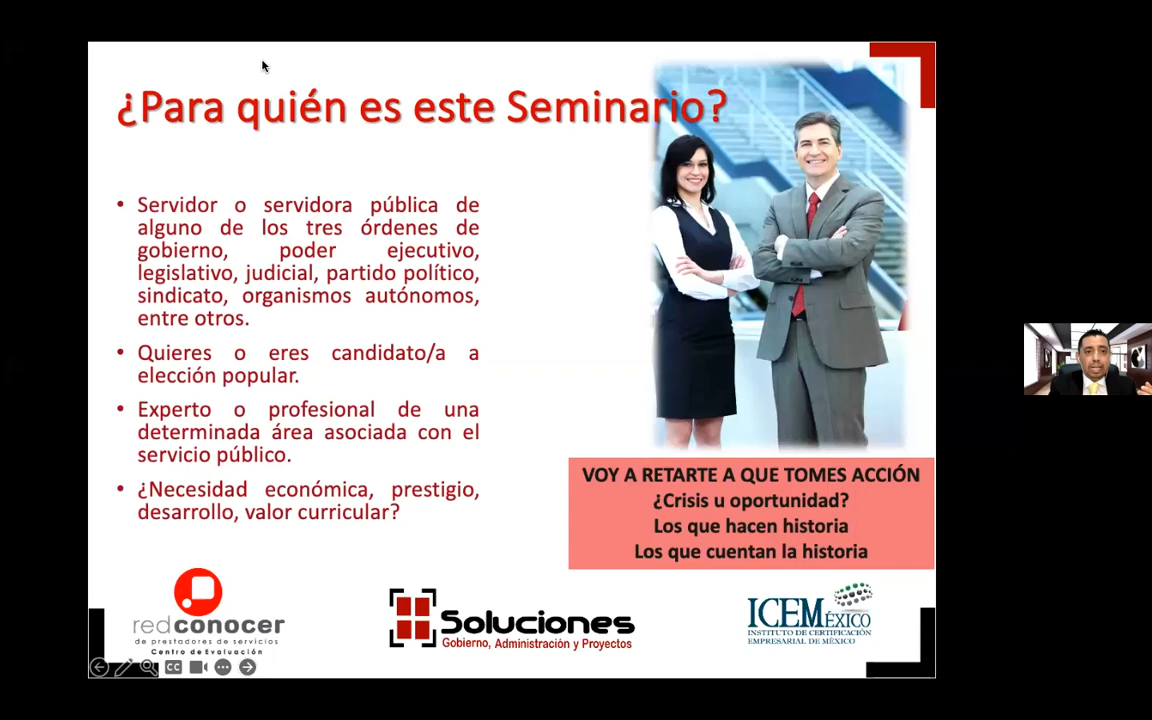 ¿Para quién es este Seminario?
• Servidor o servidora pública de
alguno de los tres órdenes de
gobierno, poder ejecutivo,
legislativo, judicial, partido político,
sindicato, organismos autónomos,
entre otros.
• Quieres o eres candidato/a a
elección popular.
• Experto o profesional de una
determinada área asociada con el
servicio público.
• ¿Necesidad económica, prestigio,
desarrollo, valor curricular?
VOY A RETARTE A QUE TOMES ACCIÓN
¿Crisis u oportunidad?
Los que hacen historia
Los que cuentan la historia
redconocer
de prestadores de servicios
Centro de Evaluación
Soluciones
Gobierno, Administración y Proyectos
ICEMÉXICO
INSTITUTO DE CERTIFICACIÓN
EMPRESARIAL DE MÉXICO
CC